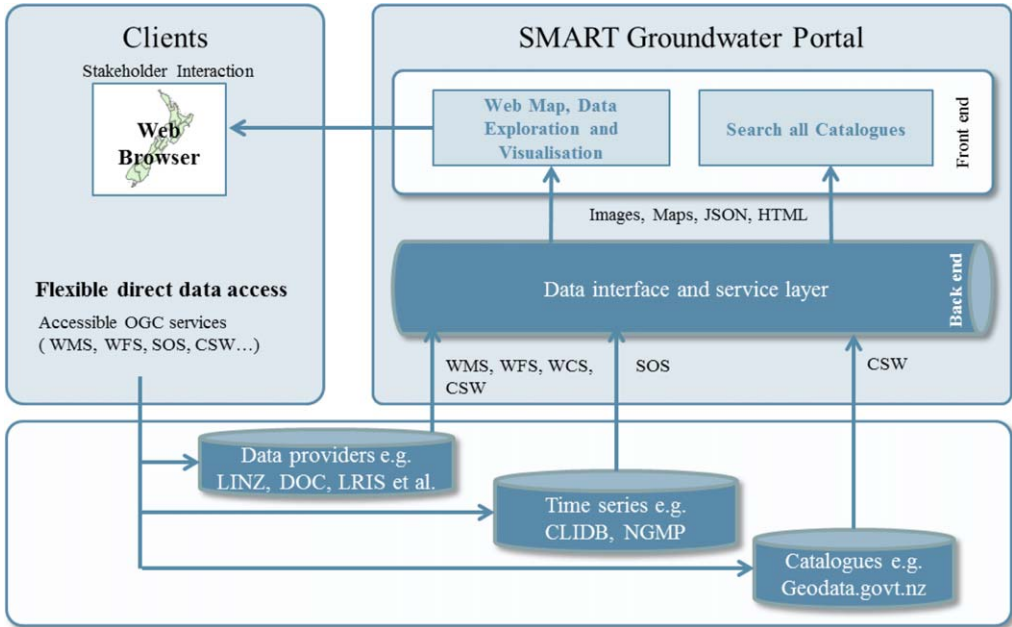 Clients
Stakeholder Interaction
Web
Browser
Flexible direct data access
Accessible OGC services
( WMS, WFS, SOS, CSW…)
SMART Groundwater Portal
Web Map, Data
Exploration and
Visualisation
Search all Catalogues
Front end
Images, Maps, JSON, HTML
Data interface and service layer
Back end
WMS, WFS, WCS,
CSW
SOS
CSW
Data providers e.g.
LINZ, DOC, LRIS et al.
Time series e.g.
CLIDB, NGMP
Catalogues e.g.
Geodata.govt.nz